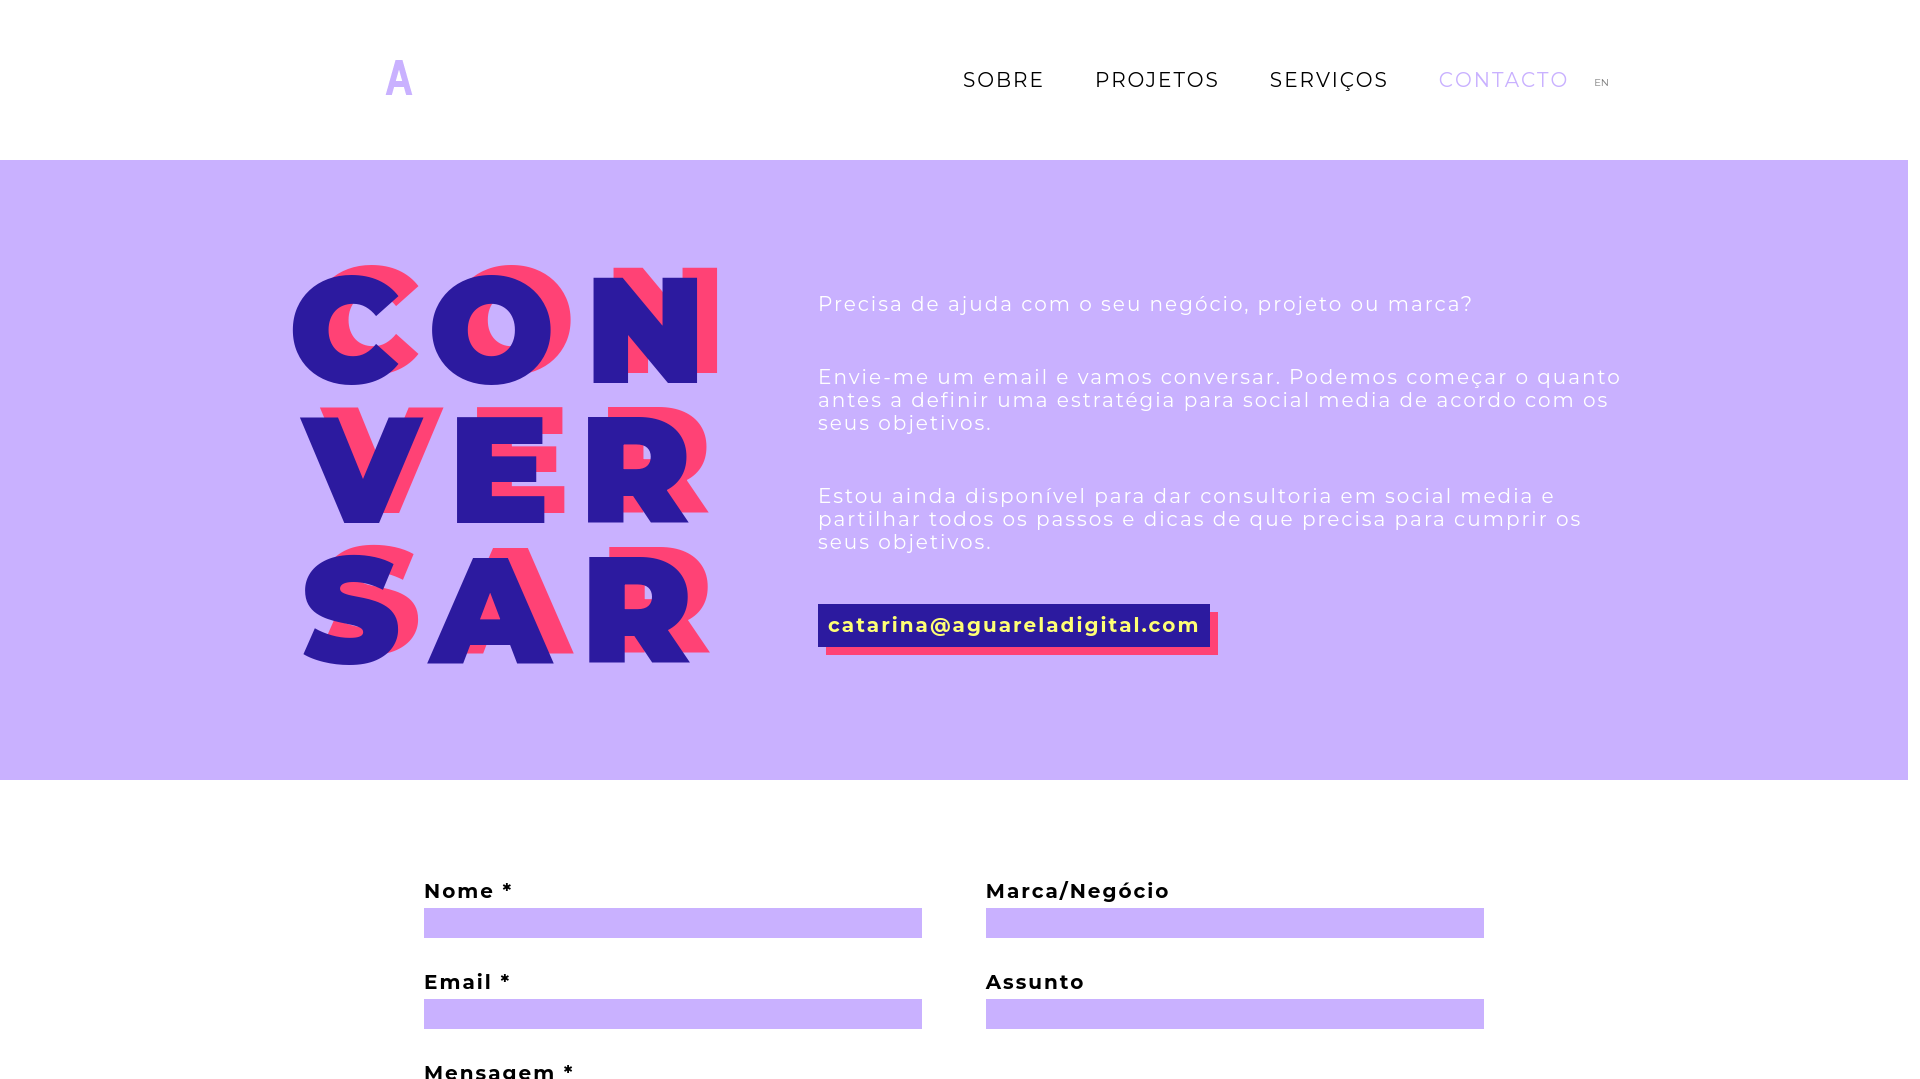 A
SOBRE
PROJETOS
SERVIÇOS
CONTACTO
EN
CON
VER
SAR
Precisa de ajuda com o seu negócio, projeto ou marca?
Envie-me um email e vamos conversar. Podemos começar o quanto
antes a definir uma estratégia para social media de acordo com os
seus objetivos.
Estou ainda disponível para dar consultoria em social media e
partilhar todos os passos e dicas de que precisa para cumprir os
seus objetivos.
catarina@aguareladigital.com
Nome *
Marca/Negócio
Email *
Assunto
Mensagem *